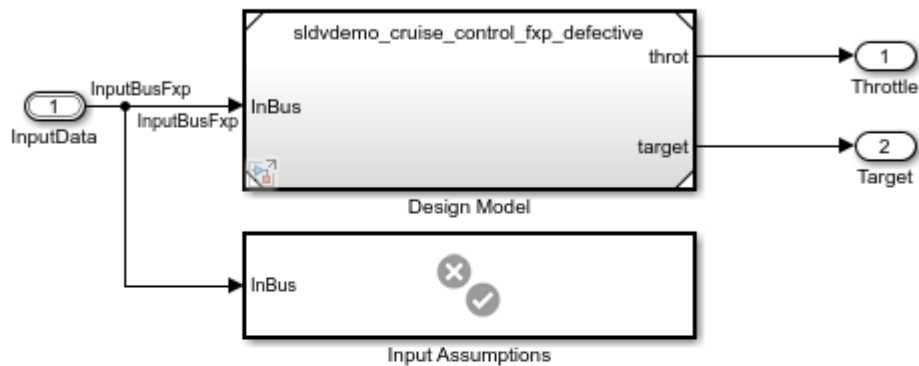 sldvdemo_cruise_control_fxp_defective
throt
1
Throttle
InputBusFxp
1
InBus
InputBusFxp
InputData
target
2
Target
Design Model
InBus
Input Assumptions